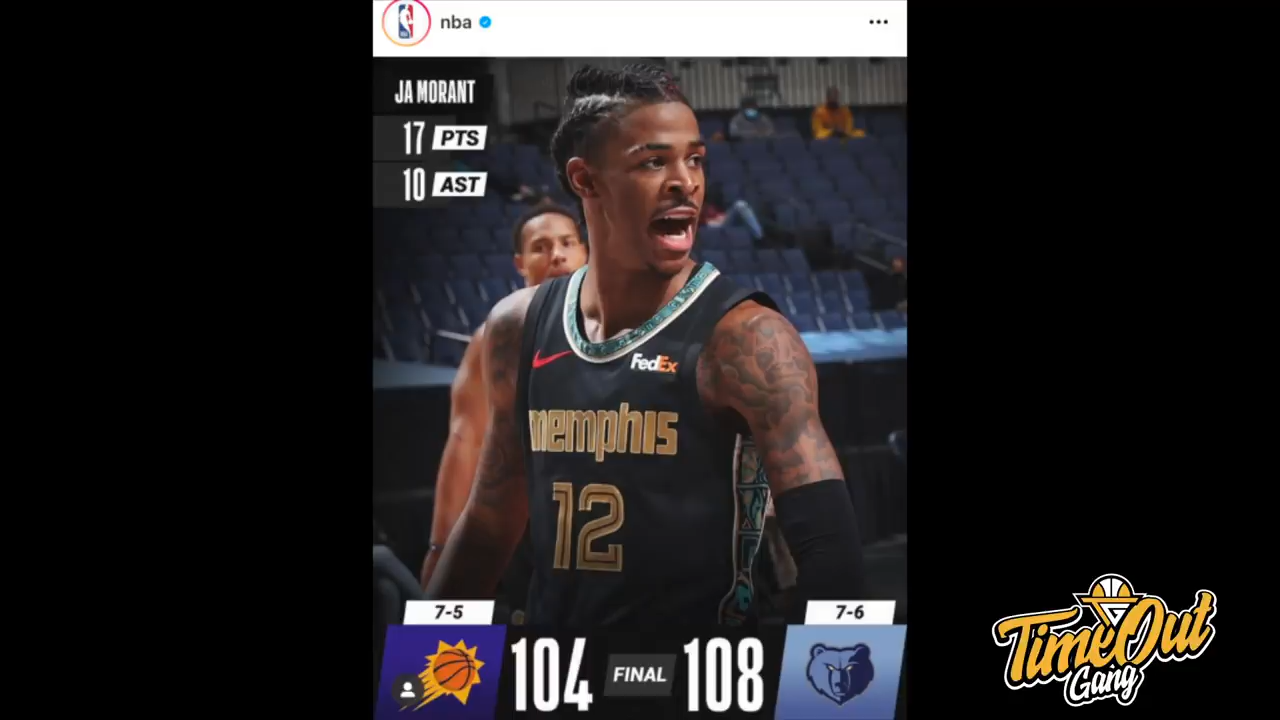 nba
JA MORANT
17 PTS
10 AST
FedEx
memphis
12
7-5
7-6
104 FINAL 108
TimeOut
Gang